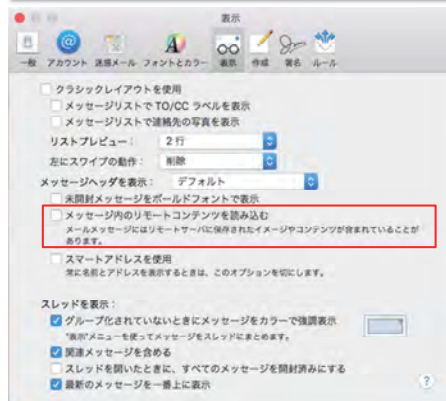 表示
一般 アカウント 迷惑メール フォントとカラー 表示 作成 署名 ルール
クラシックレイアウトを使用
メッセージリストで TO/CC ラベルを表示
メッセージリストで連絡先の写真を表示
リストプレビュー： 2 行
左にスワイプの動作： 削除
メッセージヘッダを表示： デフォルト
未開封メッセージをボールドフォントで表示
メッセージ内のリモートコンテンツを読み込む
メールメッセージにはリモートサーバに保存されたイメージやコンテンツが含まれていることが
あります。
スマートアドレスを使用
常に名前とアドレスを表示するときは、このオプションを切にします。
スレッドを表示：
グループ化されていないときにメッセージをカラーで強調表示
"表示"メニューを使ってメッセージをスレッドにまとめます。
関連メッセージを含める
スレッドを開いたときに、すべてのメッセージを開封済みにする
最新のメッセージを一番上に表示
?